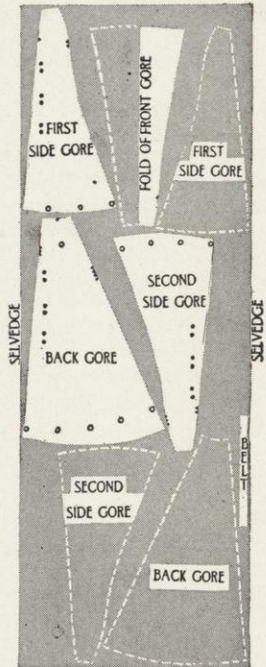 FIRST
SIDE GORE
FOLD OF FRONT GORE
FIRST
SIDE GORE
SECOND
SIDE GORE
BACK GORE
SELVEDGE
SELVEDGE
BELT
SECOND
SIDE GORE
BACK GORE